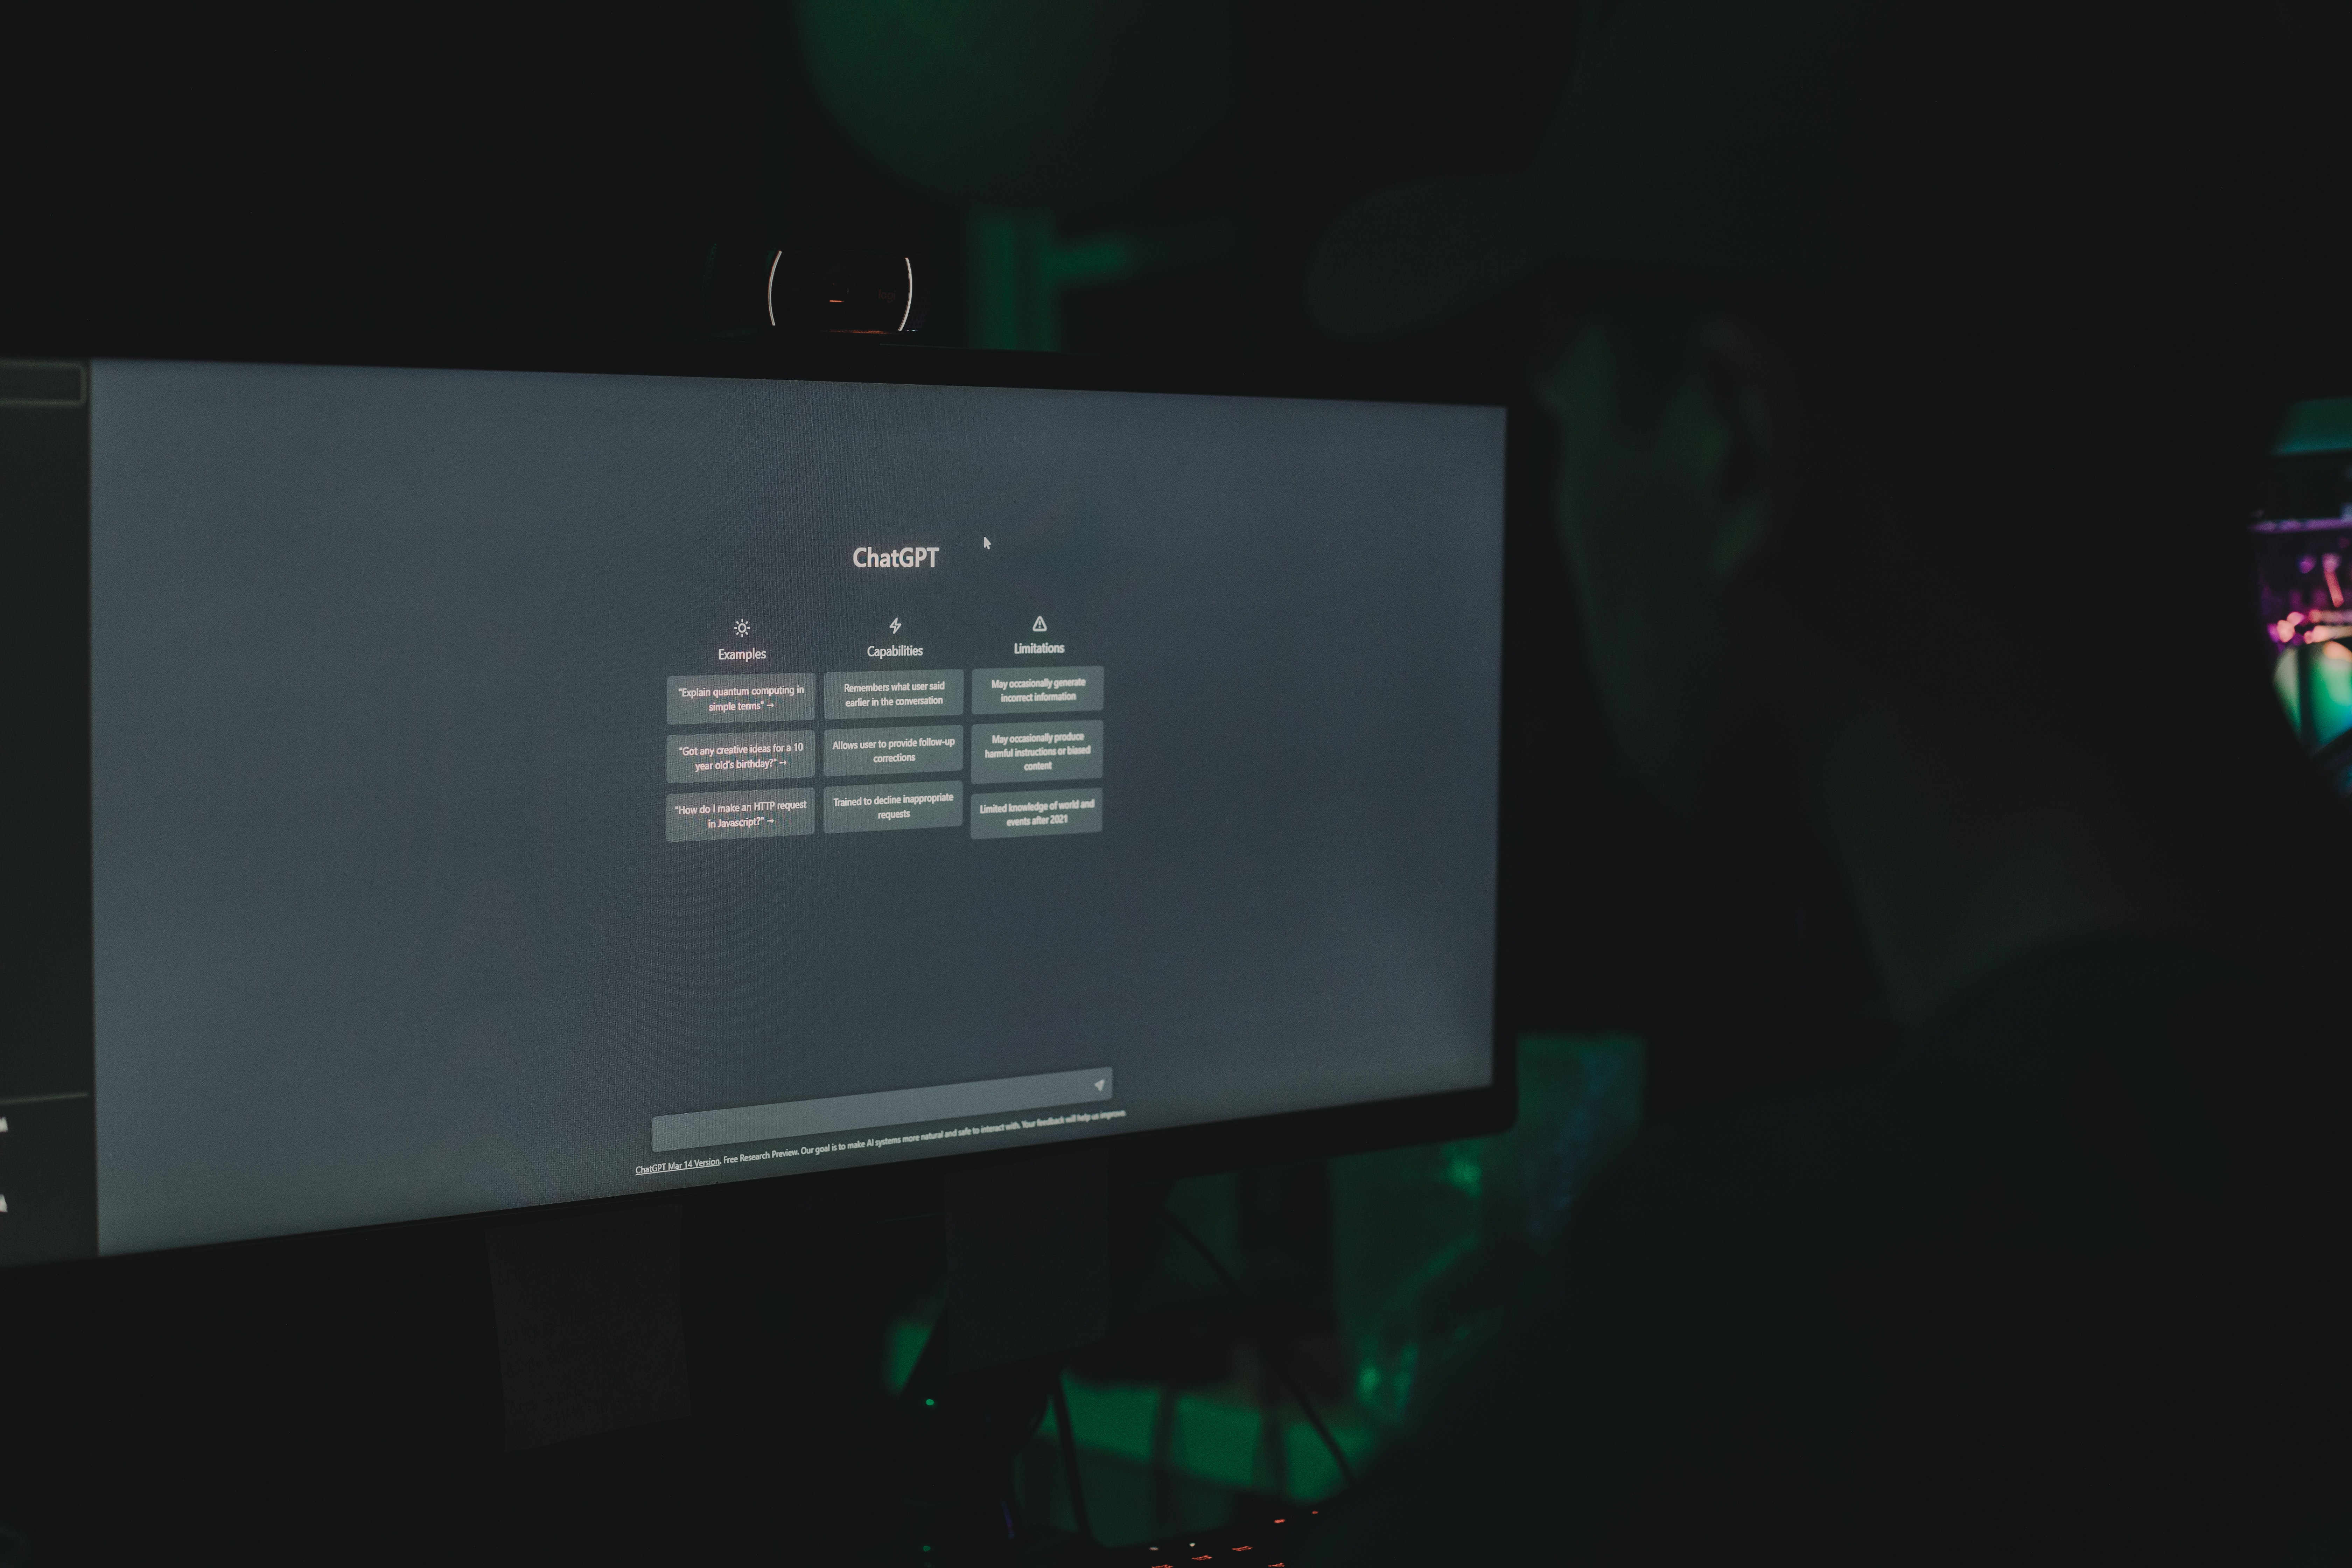 logi
ChatGPT
Examples
"Explain quantum computing in
simple terms" →
"Got any creative ideas for a 10
year old's birthday?" →
"How do I make an HTTP request
in Javascript?" →
Capabilities
Remembers what user said
earlier in the conversation
Allows user to provide follow-up
corrections
Trained to decline inappropriate
requests
Limitations
May occasionally generate
incorrect information
May occasionally produce
harmful instructions or biased
content
Limited knowledge of world and
events after 2021
ChatGPT Mar 14 Version. Free Research Preview. Our goal is to make AI systems more natural and safe to interact with. Your feedback will help us improve.